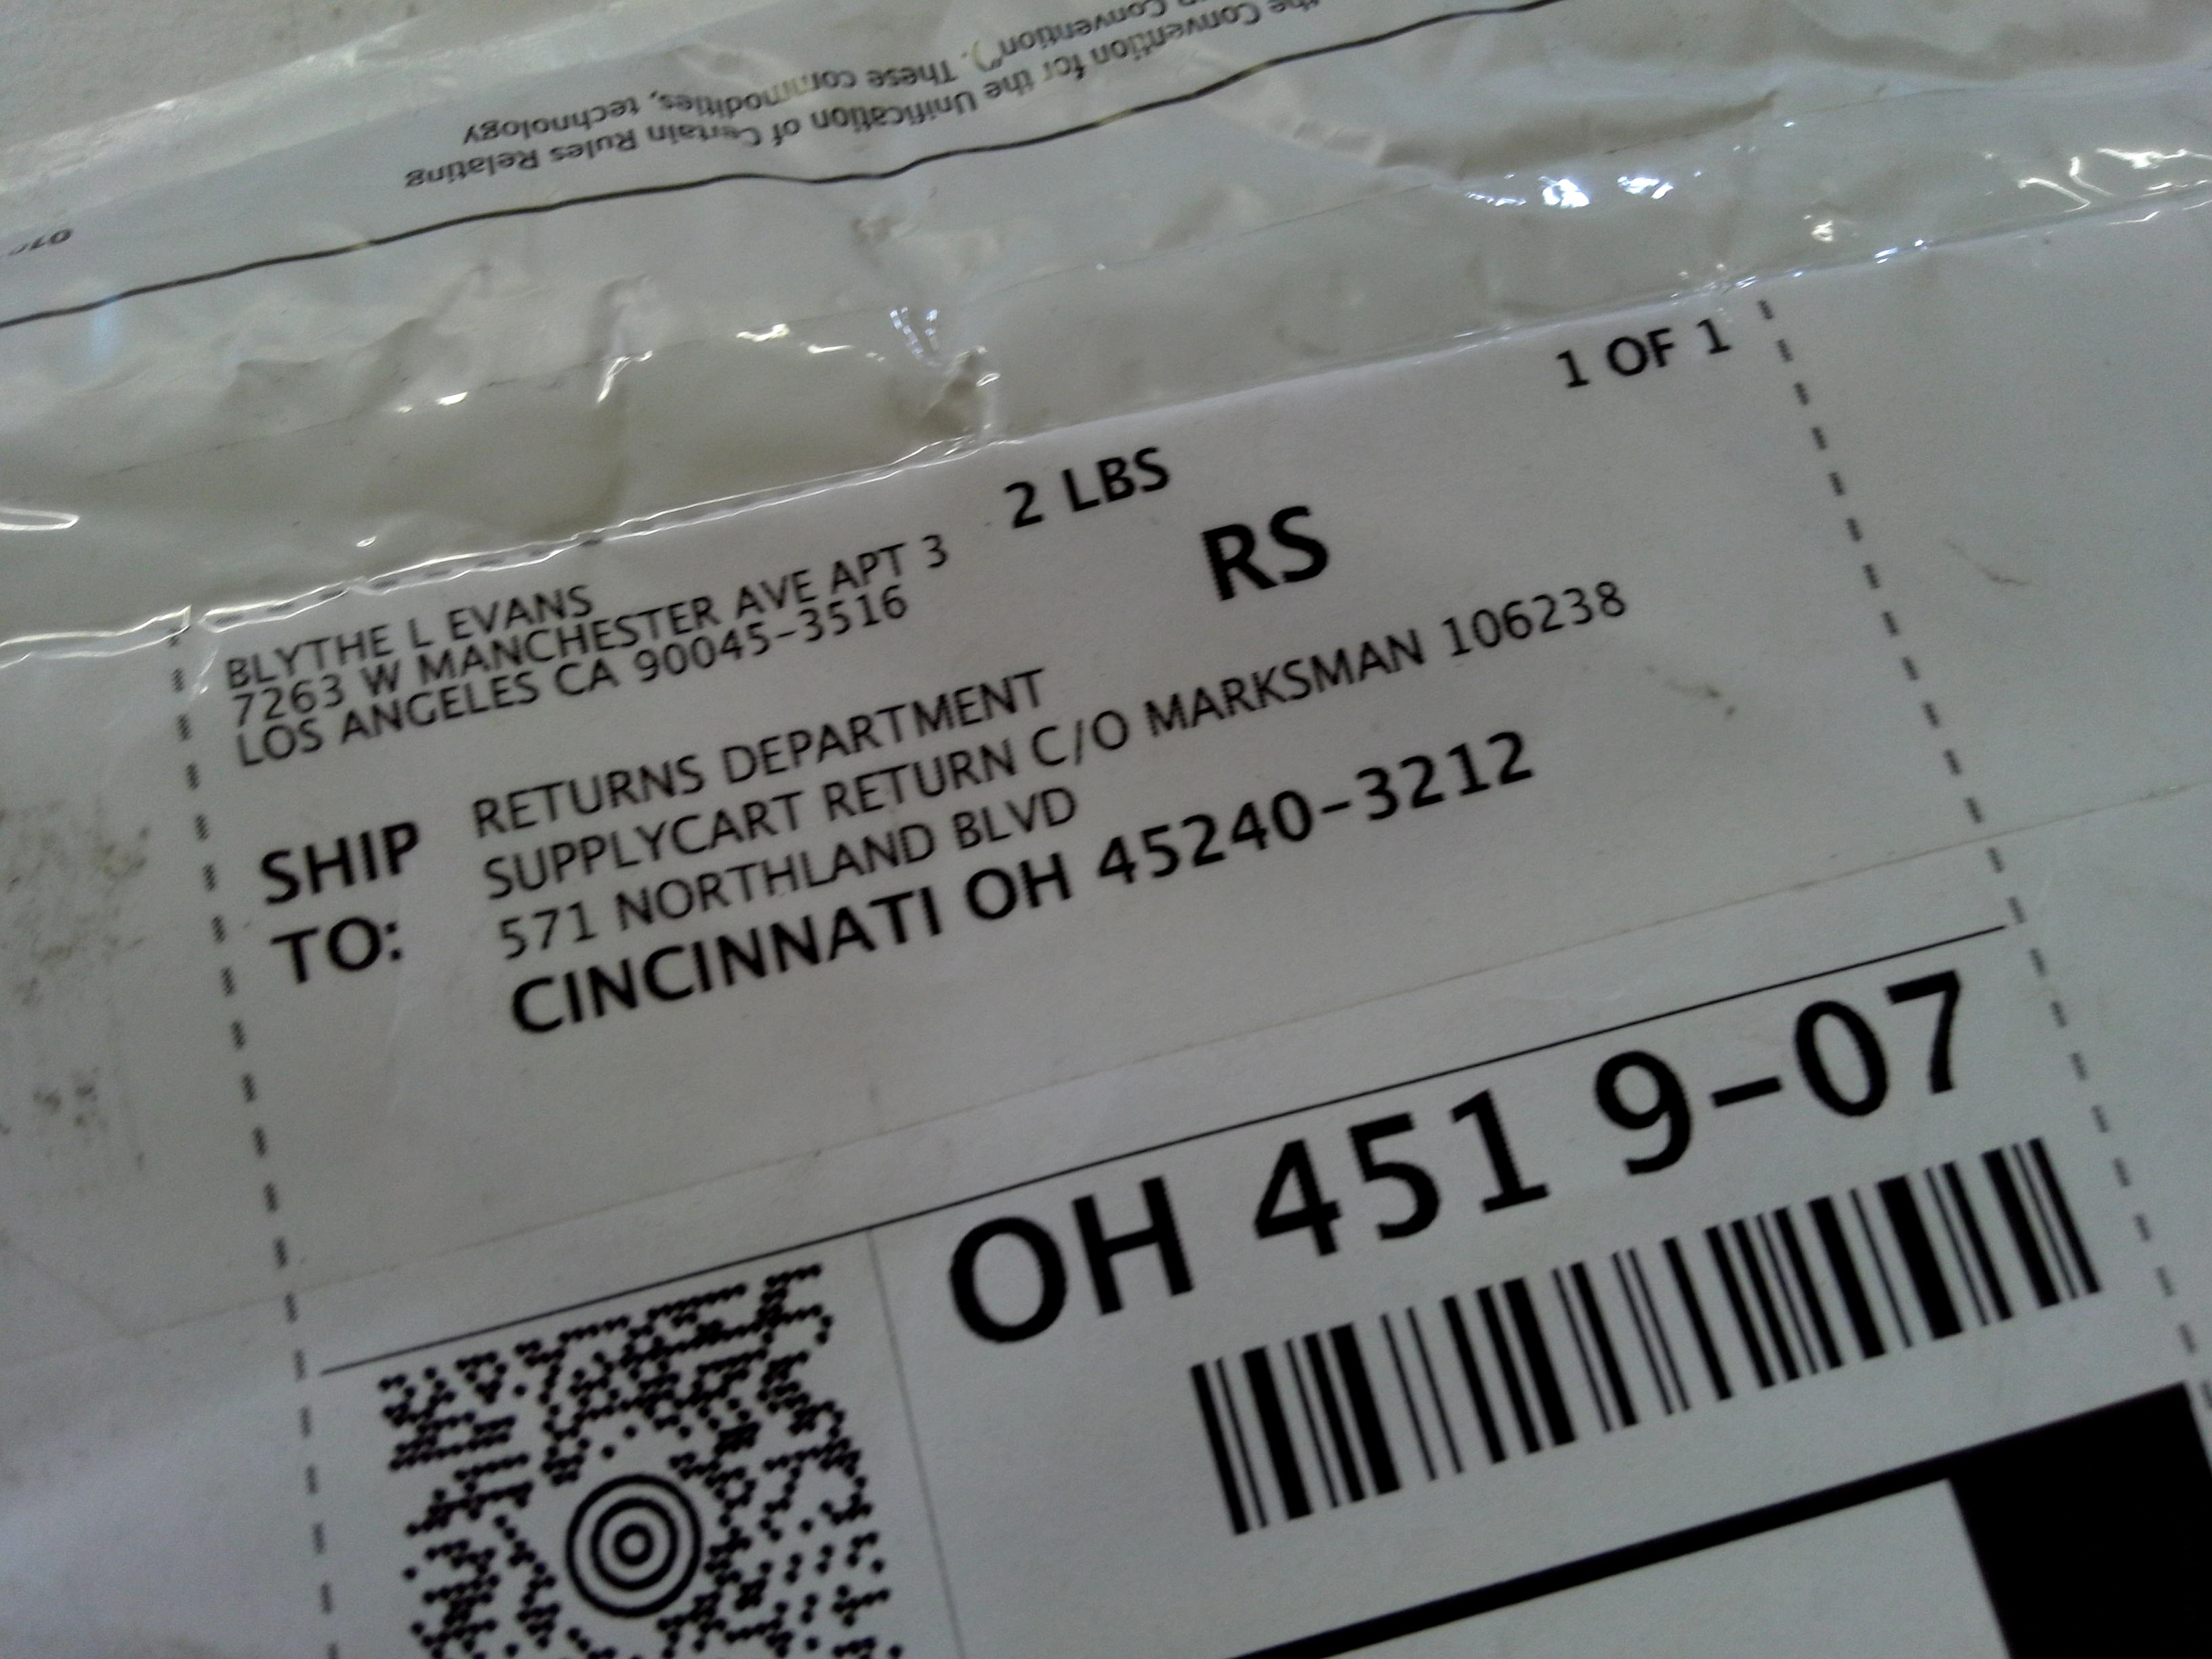 the Convention
Convention for the Unification of Certain Rules Relating
Convention"). These commodities, technology
1 OF 1
2 LBS
RS
BLYTHE L EVANS
7263 W MANCHESTER AVE APT 3
LOS ANGELES CA 90045-3516
SHIP TO:
RETURNS DEPARTMENT
SUPPLYCART RETURN C/O MARKSMAN 106238
571 NORTHLAND BLVD
CINCINNATI OH 45240-3212
OH 451 9-07